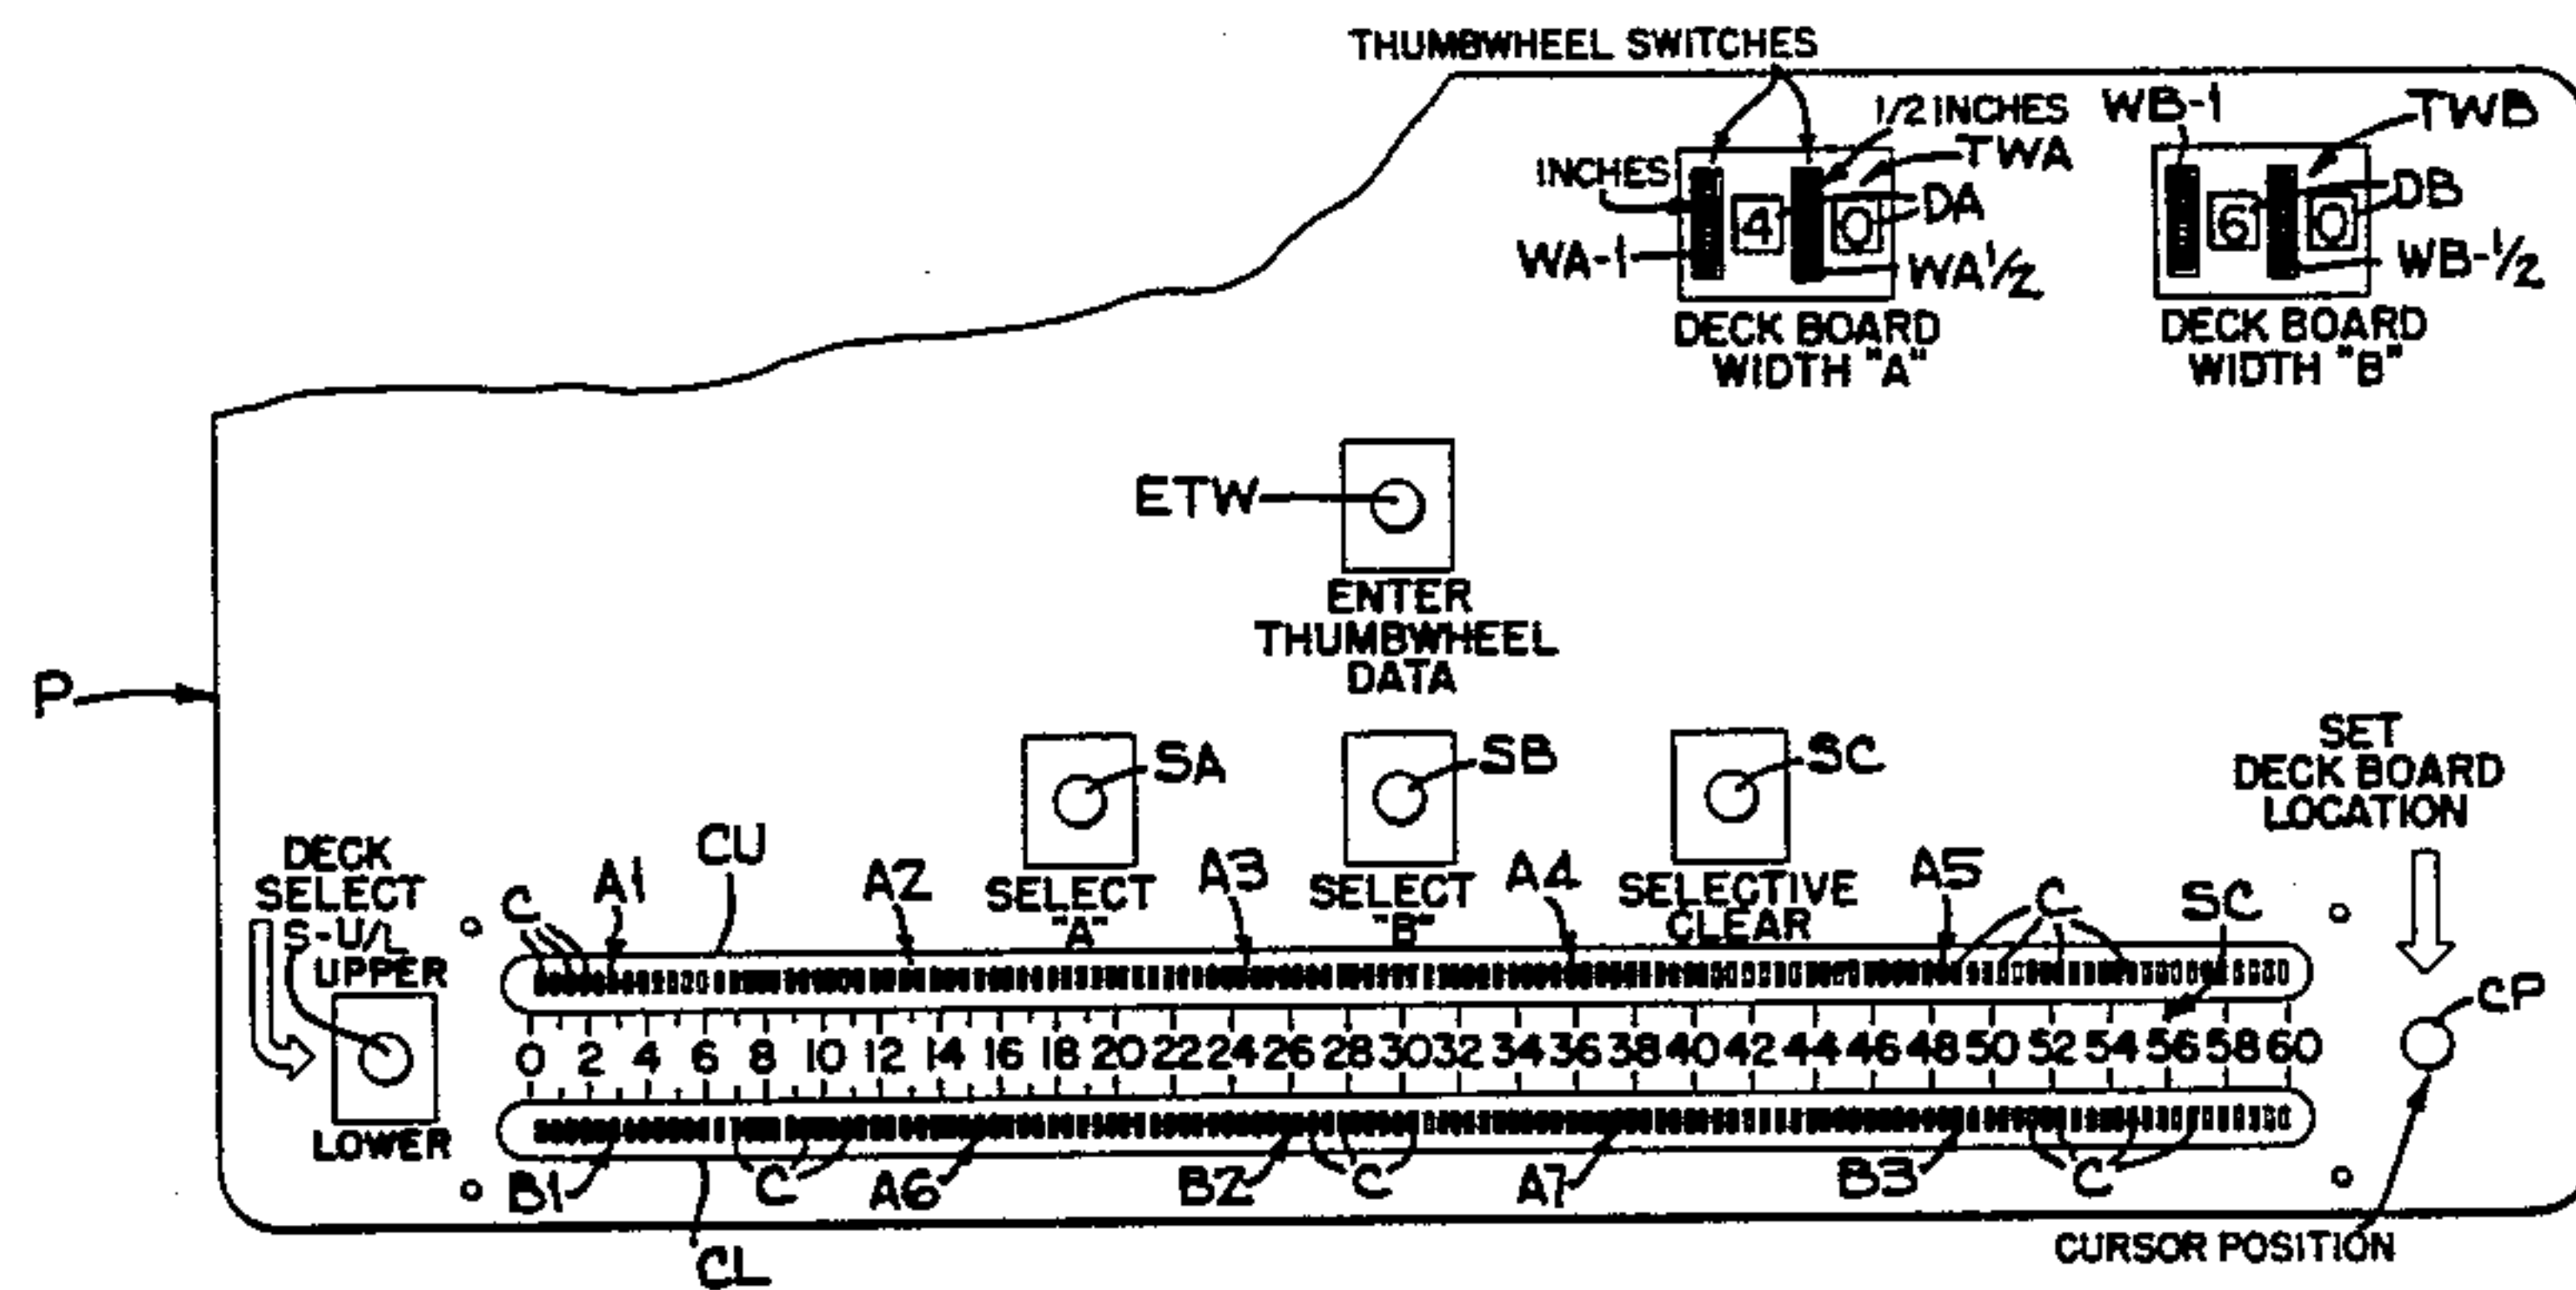 THUMBWHEEL SWITCHES
1/2 INCHES
WB-1
TWB
INCHES
TWA
DA
DB
4
0
6
0
WA-1
WA 1/2
WB-1/2
DECK BOARD
WIDTH "A"
DECK BOARD
WIDTH "B"
ETW
ENTER
THUMBWHEEL
DATA
P
SA
SB
SC
SET
DECK BOARD
LOCATION
DECK
SELECT
S-U/L
UPPER
LOWER
C
A1
CU
A2
SELECT
"A"
A3
SELECT
"B"
A4
SELECTIVE
CLEAR
A5
C
SC
CP
0 2 4 6 8 10 12 14 16 18 20 22 24 26 28 30 32 34 36 38 40 42 44 46 48 50 52 54 56 58 60
B1
C
A6
B2
C
A7
B3
C
CL
CURSOR POSITION